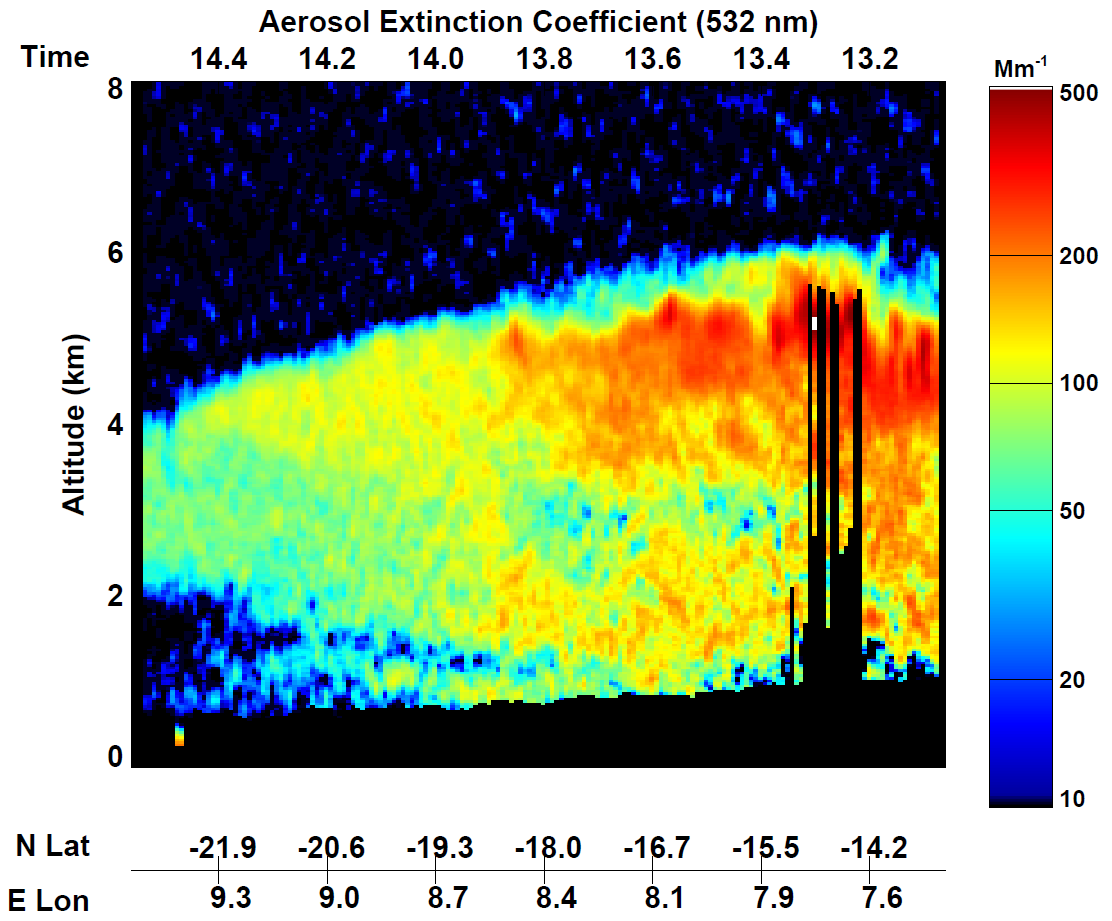 Aerosol Extinction Coefficient (532 nm)
Time 14.4 14.2 14.0 13.8 13.6 13.4 13.2
Mm-1
8
6
4
2
0
Altitude (km)
500
200
100
50
20
10
N Lat -21.9 -20.6 -19.3 -18.0 -16.7 -15.5 -14.2
E Lon 9.3 9.0 8.7 8.4 8.1 7.9 7.6